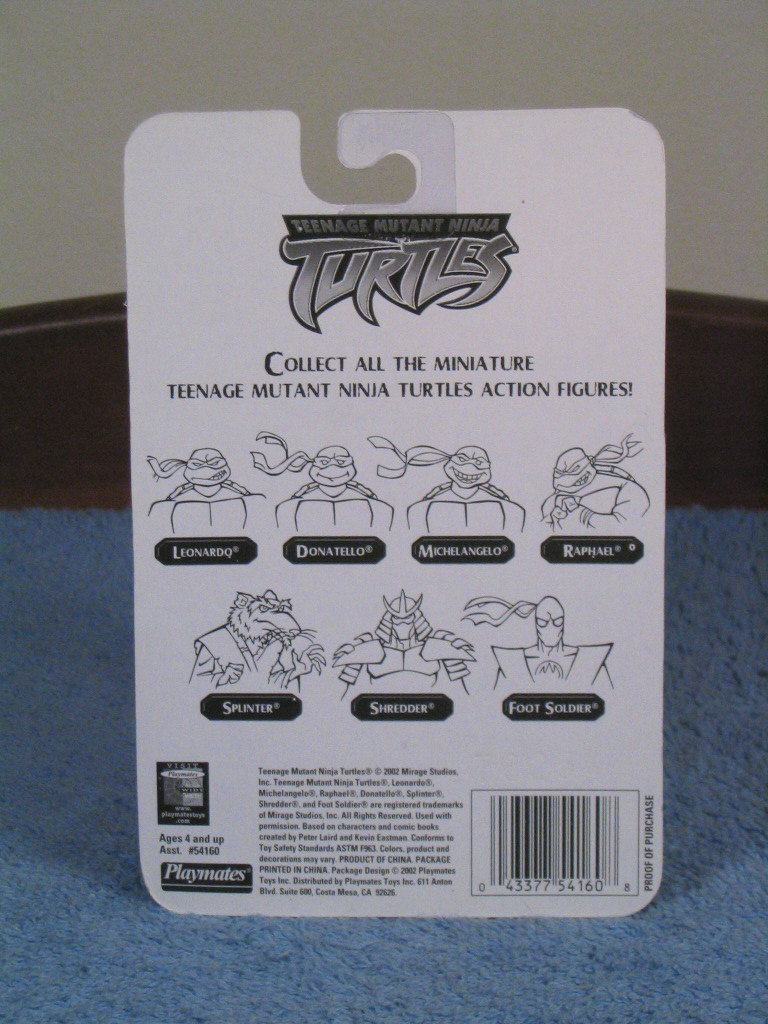 TEENAGE MUTANT NINJA
TURTLES®
COLLECT ALL THE MINIATURE
TEENAGE MUTANT NINJA TURTLES ACTION FIGURES!
LEONARDO® DONATELLO® MICHELANGELO® RAPHAEL®
SPLINTER® SHREDDER® FOOT SOLDIER®
VISIT
Playmates
WIDE
www.
playmatestoys
.com
Ages 4 and up
Asst. #54160
Playmates®
Teenage Mutant Ninja Turtles® © 2002 Mirage Studios,
Inc. Teenage Mutant Ninja Turtles®, Leonardo®,
Michelangelo®, Raphael®, Donatello®, Splinter®,
Shredder®, and Foot Soldier® are registered trademarks
of Mirage Studios, Inc. All Rights Reserved. Used with
permission. Based on characters and comic books
created by Peter Laird and Kevin Eastman. Conforms to
Toy Safety Standards ASTM F963. Colors, product and
decorations may vary. PRODUCT OF CHINA. PACKAGE
PRINTED IN CHINA. Package Design © 2002 Playmates
Toys Inc. Distributed by Playmates Toys Inc. 611 Anton
Blvd. Suite 600, Costa Mesa, CA 92626.
0 43377 54160 8
PROOF OF PURCHASE